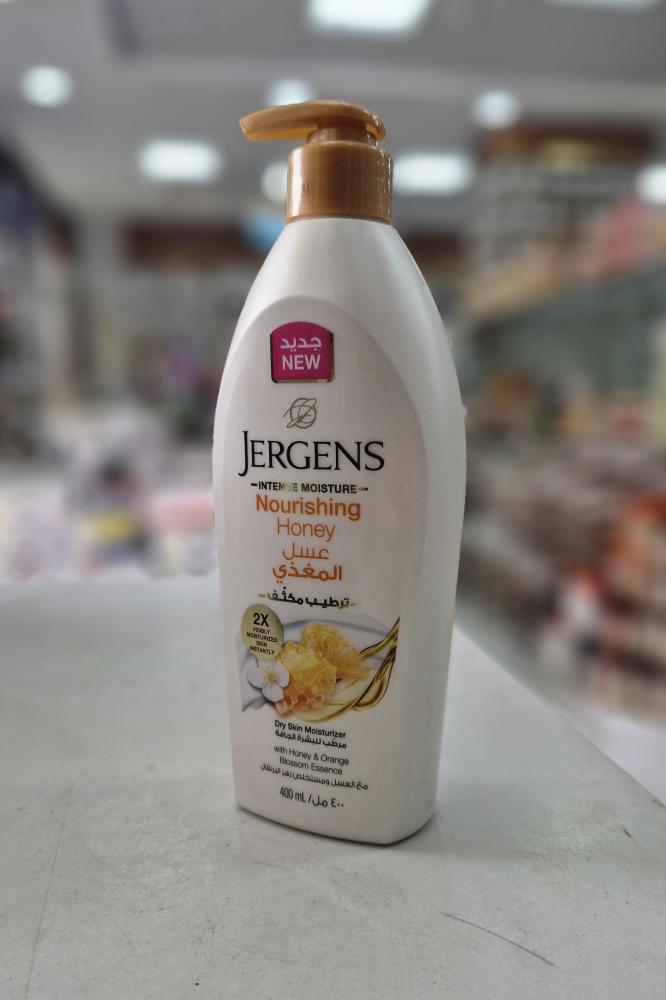 جديد
NEW
JERGENS
INTENSE MOISTURE
Nourishing
Honey
عسل
المغذي
ترطيب مكثّف
2X
VISIBLY
MOISTURIZED
SKIN
INSTANTLY
Dry Skin Moisturizer
مرطب للبشرة الجافة
with Honey & Orange
Blossom Essence
مع العسل ومستخلص زهر البرتقال
400 mL / ٤٠٠ مل